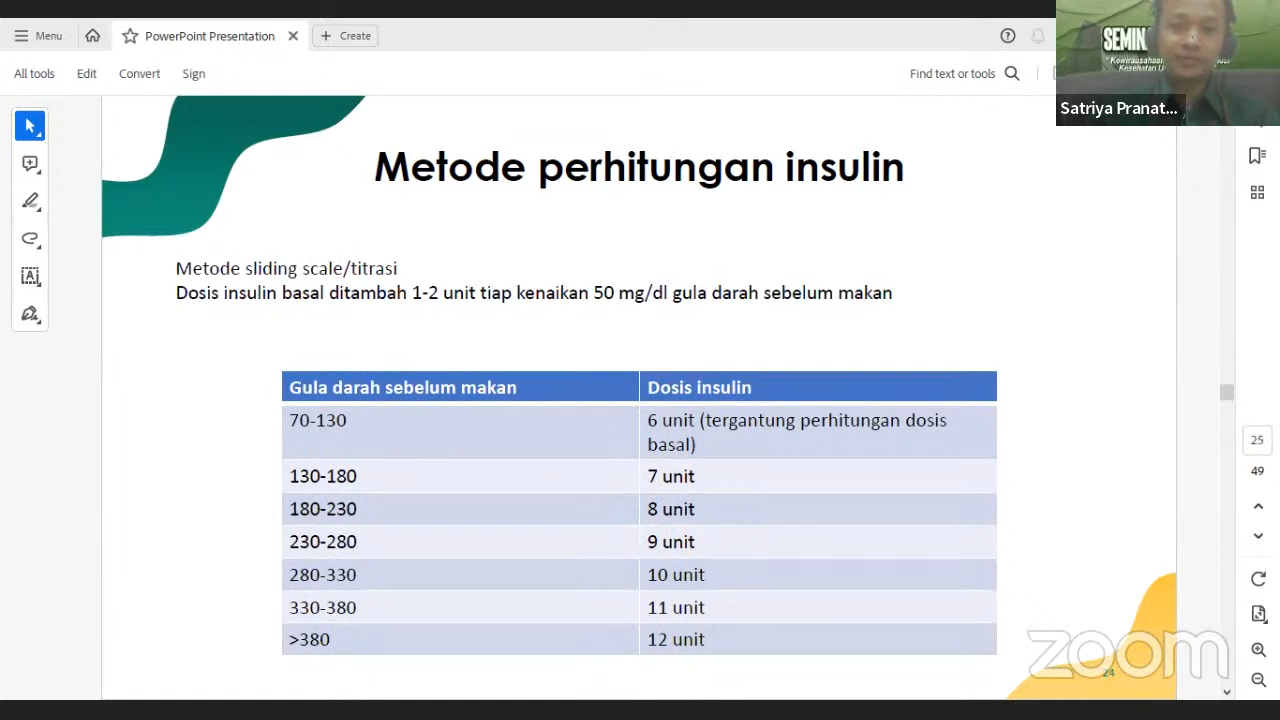 Menu
PowerPoint Presentation
Create
All tools
Edit
Convert
Sign
Find text or tools
SEMIN
" Kewirausahaan
Kesehatan U
Satriya Pranat...
Metode perhitungan insulin
Metode sliding scale/titrasi
Dosis insulin basal ditambah 1-2 unit tiap kenaikan 50 mg/dl gula darah sebelum makan
Gula darah sebelum makan Dosis insulin
70-130 6 unit (tergantung perhitungan dosis
basal)
130-180 7 unit
180-230 8 unit
230-280 9 unit
280-330 10 unit
330-380 11 unit
>380 12 unit
25
49
zoom
24